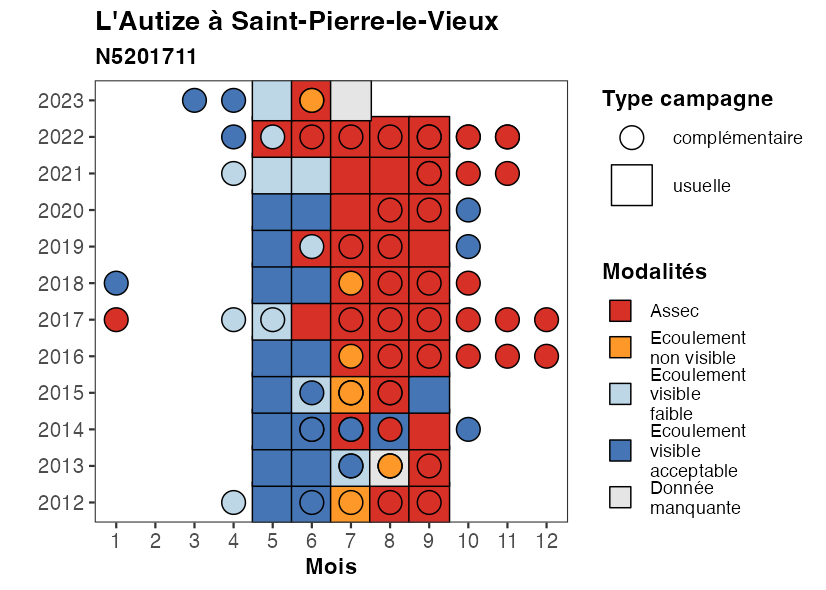 L'Autize à Saint-Pierre-le-Vieux
N5201711
2023
2022
2021
2020
2019
2018
2017
2016
2015
2014
2013
2012
1 2 3 4 5 6 7 8 9 10 11 12
Mois
Type campagne
complémentaire
usuelle
Modalités
Assec
Ecoulement
non visible
Ecoulement
visible
faible
Ecoulement
visible
acceptable
Donnée
manquante